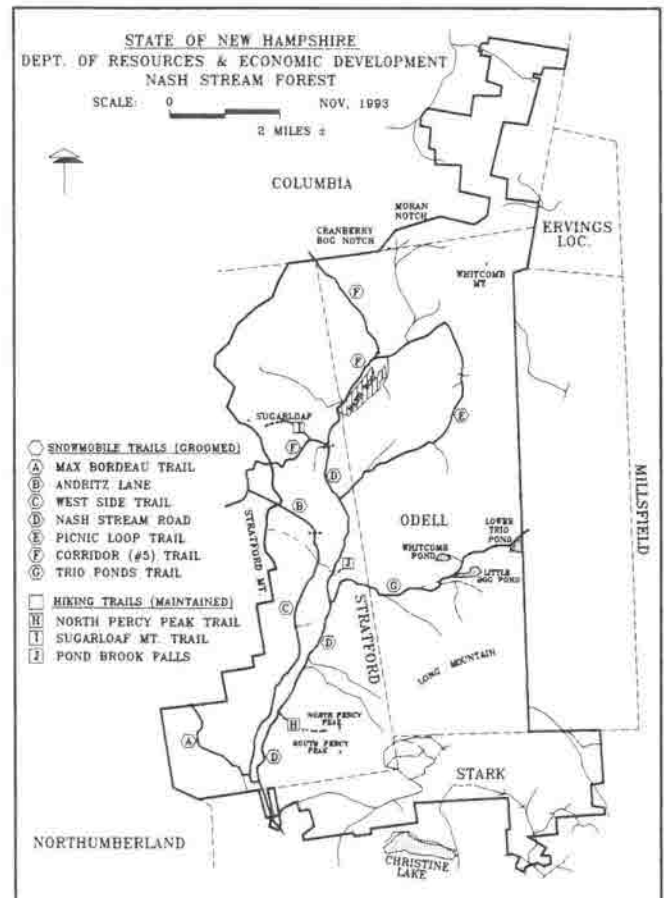 STATE OF NEW HAMPSHIRE
DEPT. OF RESOURCES & ECONOMIC DEVELOPMENT
NASH STREAM FOREST
SCALE: 0
NOV, 1993
2 MILES ±
COLUMBIA
MORAN
NOTCH
CRANBERRY
BOG NOTCH
ERVINGS
LOC.
WHITCOMB
MT.
F
F
E
SUGARLOAF
I
F
D
SNOWMOBILE TRAILS (GROOMED)
A MAX BORDEAU TRAIL
B ANDRITZ LANE
C WEST SIDE TRAIL
D NASH STREAM ROAD
E PICNIC LOOP TRAIL
F CORRIDOR (#5) TRAIL
G TRIO PONDS TRAIL
HIKING TRAILS (MAINTAINED)
H NORTH PERCY PEAK TRAIL
I SUGARLOAF MT. TRAIL
J POND BROOK FALLS
B
STRATFORD MT.
ODELL
MILLSFIELD
LOWER
TRIO
POND
WHITCOMB
POND
LITTLE
BOG POND
J
G
C
STRATFORD
D
LONG MOUNTAIN
NORTH PERCY
PEAK
H
SOUTH PERCY
PEAK
A
D
STARK
NORTHUMBERLAND
CHRISTINE
LAKE